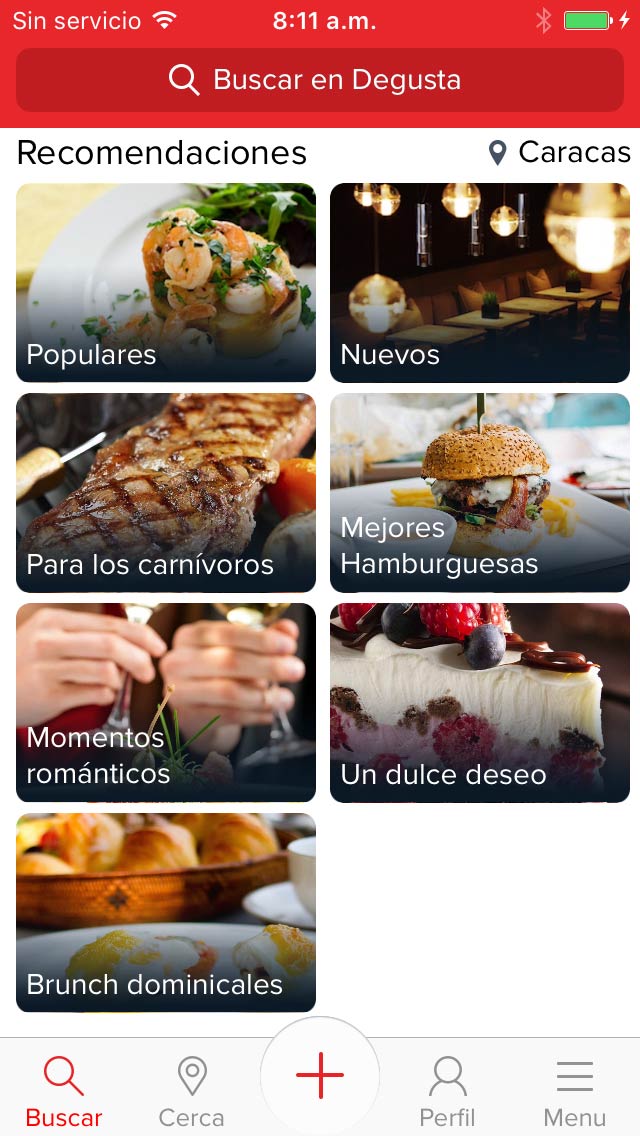 Sin servicio 8:11 a.m.
Buscar en Degusta
Recomendaciones Caracas
Populares
Nuevos
Para los carnívoros
Mejores
Hamburguesas
Momentos
románticos
Un dulce deseo
Brunch dominicales
Buscar Cerca Perfil Menu